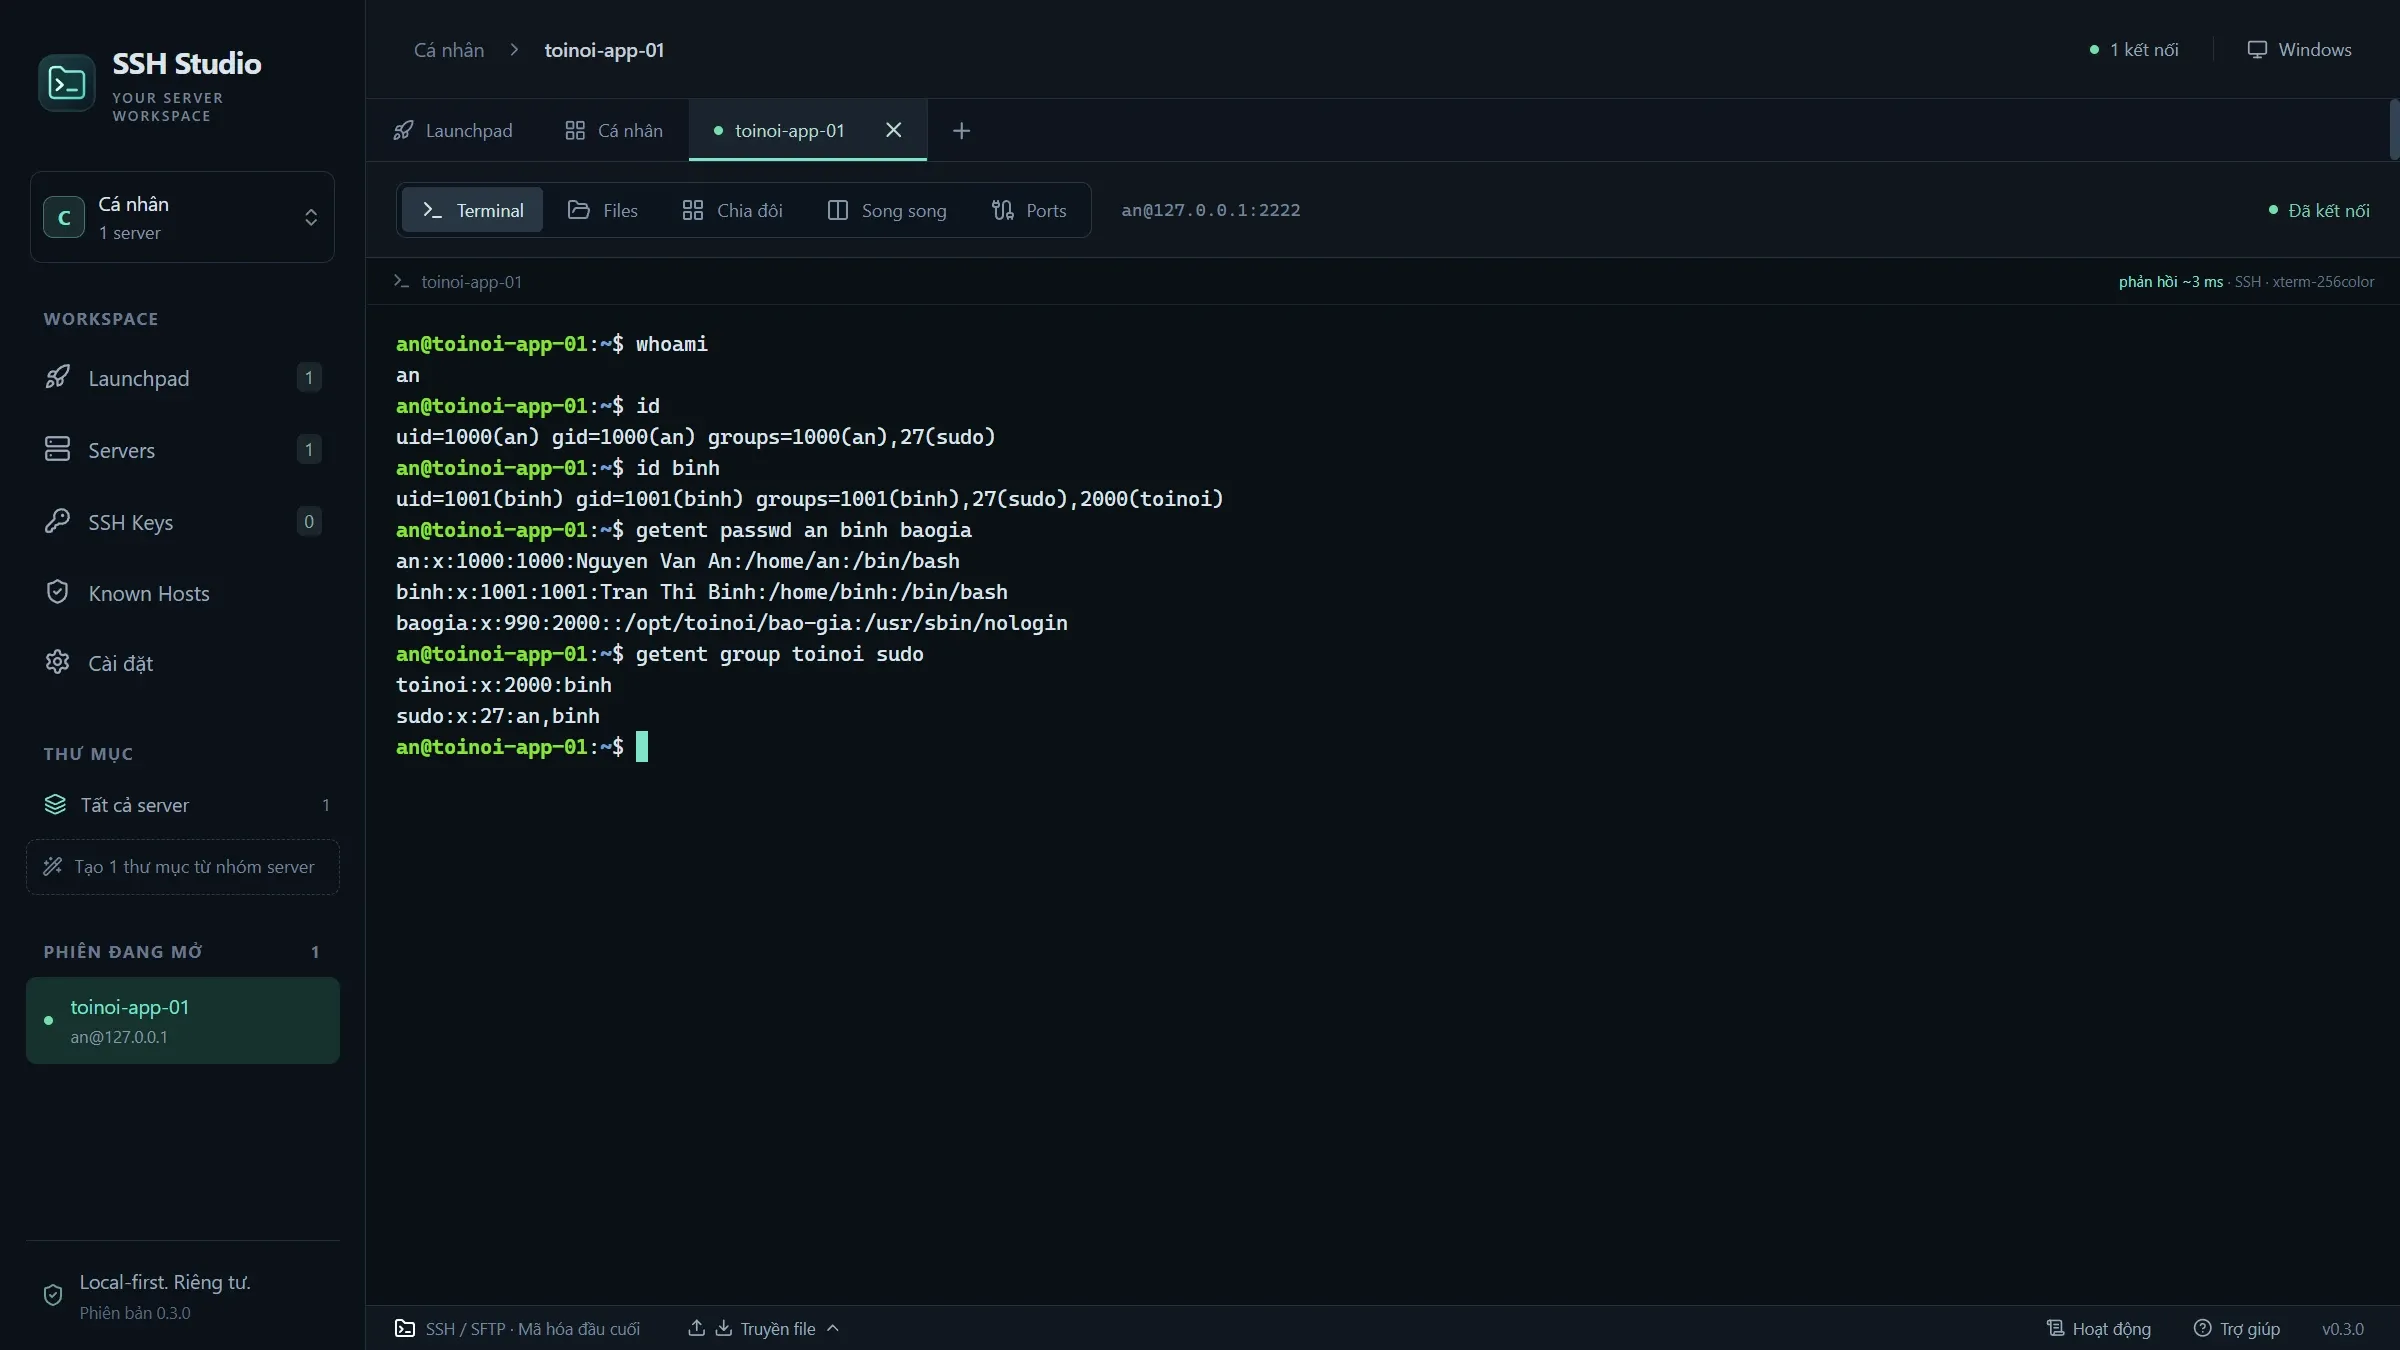 SSH Studio
YOUR SERVER
WORKSPACE
C
Cá nhân
1 server
WORKSPACE
Launchpad 1
Servers 1
SSH Keys 0
Known Hosts
Cài đặt
THƯ MỤC
Tất cả server 1
Tạo 1 thư mục từ nhóm server
PHIÊN ĐANG MỞ 1
toinoi-app-01
an@127.0.0.1
Local-first. Riêng tư.
Phiên bản 0.3.0
Cá nhân > toinoi-app-01
1 kết nối
Windows
Launchpad
Cá nhân
toinoi-app-01
Terminal
Files
Chia đôi
Song song
Ports
an@127.0.0.1:2222
Đã kết nối
toinoi-app-01
phản hồi ~3 ms · SSH · xterm-256color
an@toinoi-app-01:~$ whoami
an
an@toinoi-app-01:~$ id
uid=1000(an) gid=1000(an) groups=1000(an),27(sudo)
an@toinoi-app-01:~$ id binh
uid=1001(binh) gid=1001(binh) groups=1001(binh),27(sudo),2000(toinoi)
an@toinoi-app-01:~$ getent passwd an binh baogia
an:x:1000:1000:Nguyen Van An:/home/an:/bin/bash
binh:x:1001:1001:Tran Thi Binh:/home/binh:/bin/bash
baogia:x:990:2000::/opt/toinoi/bao-gia:/usr/sbin/nologin
an@toinoi-app-01:~$ getent group toinoi sudo
toinoi:x:2000:binh
sudo:x:27:an,binh
an@toinoi-app-01:~$
SSH / SFTP · Mã hóa đầu cuối
Truyền file
Hoạt động
Trợ giúp
v0.3.0